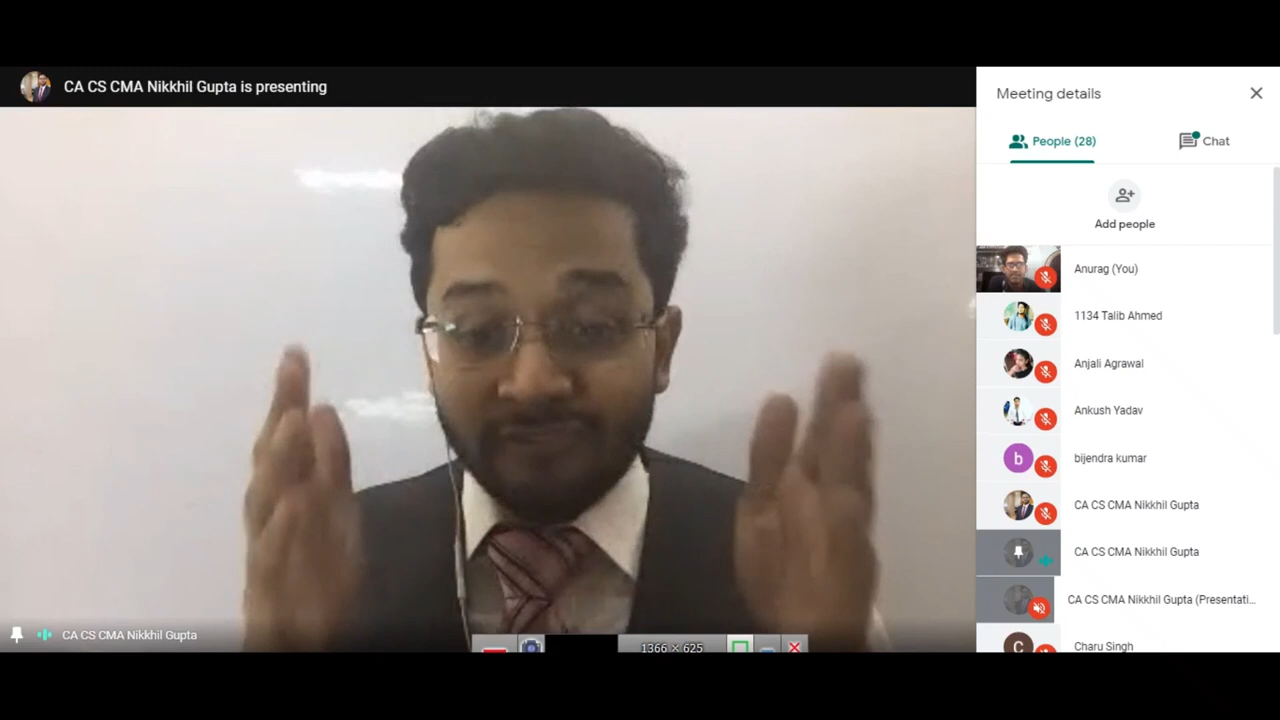 CA CS CMA Nikkhil Gupta is presenting
Meeting details
People (28)
Chat
Add people
Anurag (You)
1134 Talib Ahmed
Anjali Agrawal
Ankush Yadav
b
bijendra kumar
CA CS CMA Nikkhil Gupta
CA CS CMA Nikkhil Gupta
CA CS CMA Nikkhil Gupta (Presentati...
C
Charu Singh
CA CS CMA Nikkhil Gupta
1366 × 625